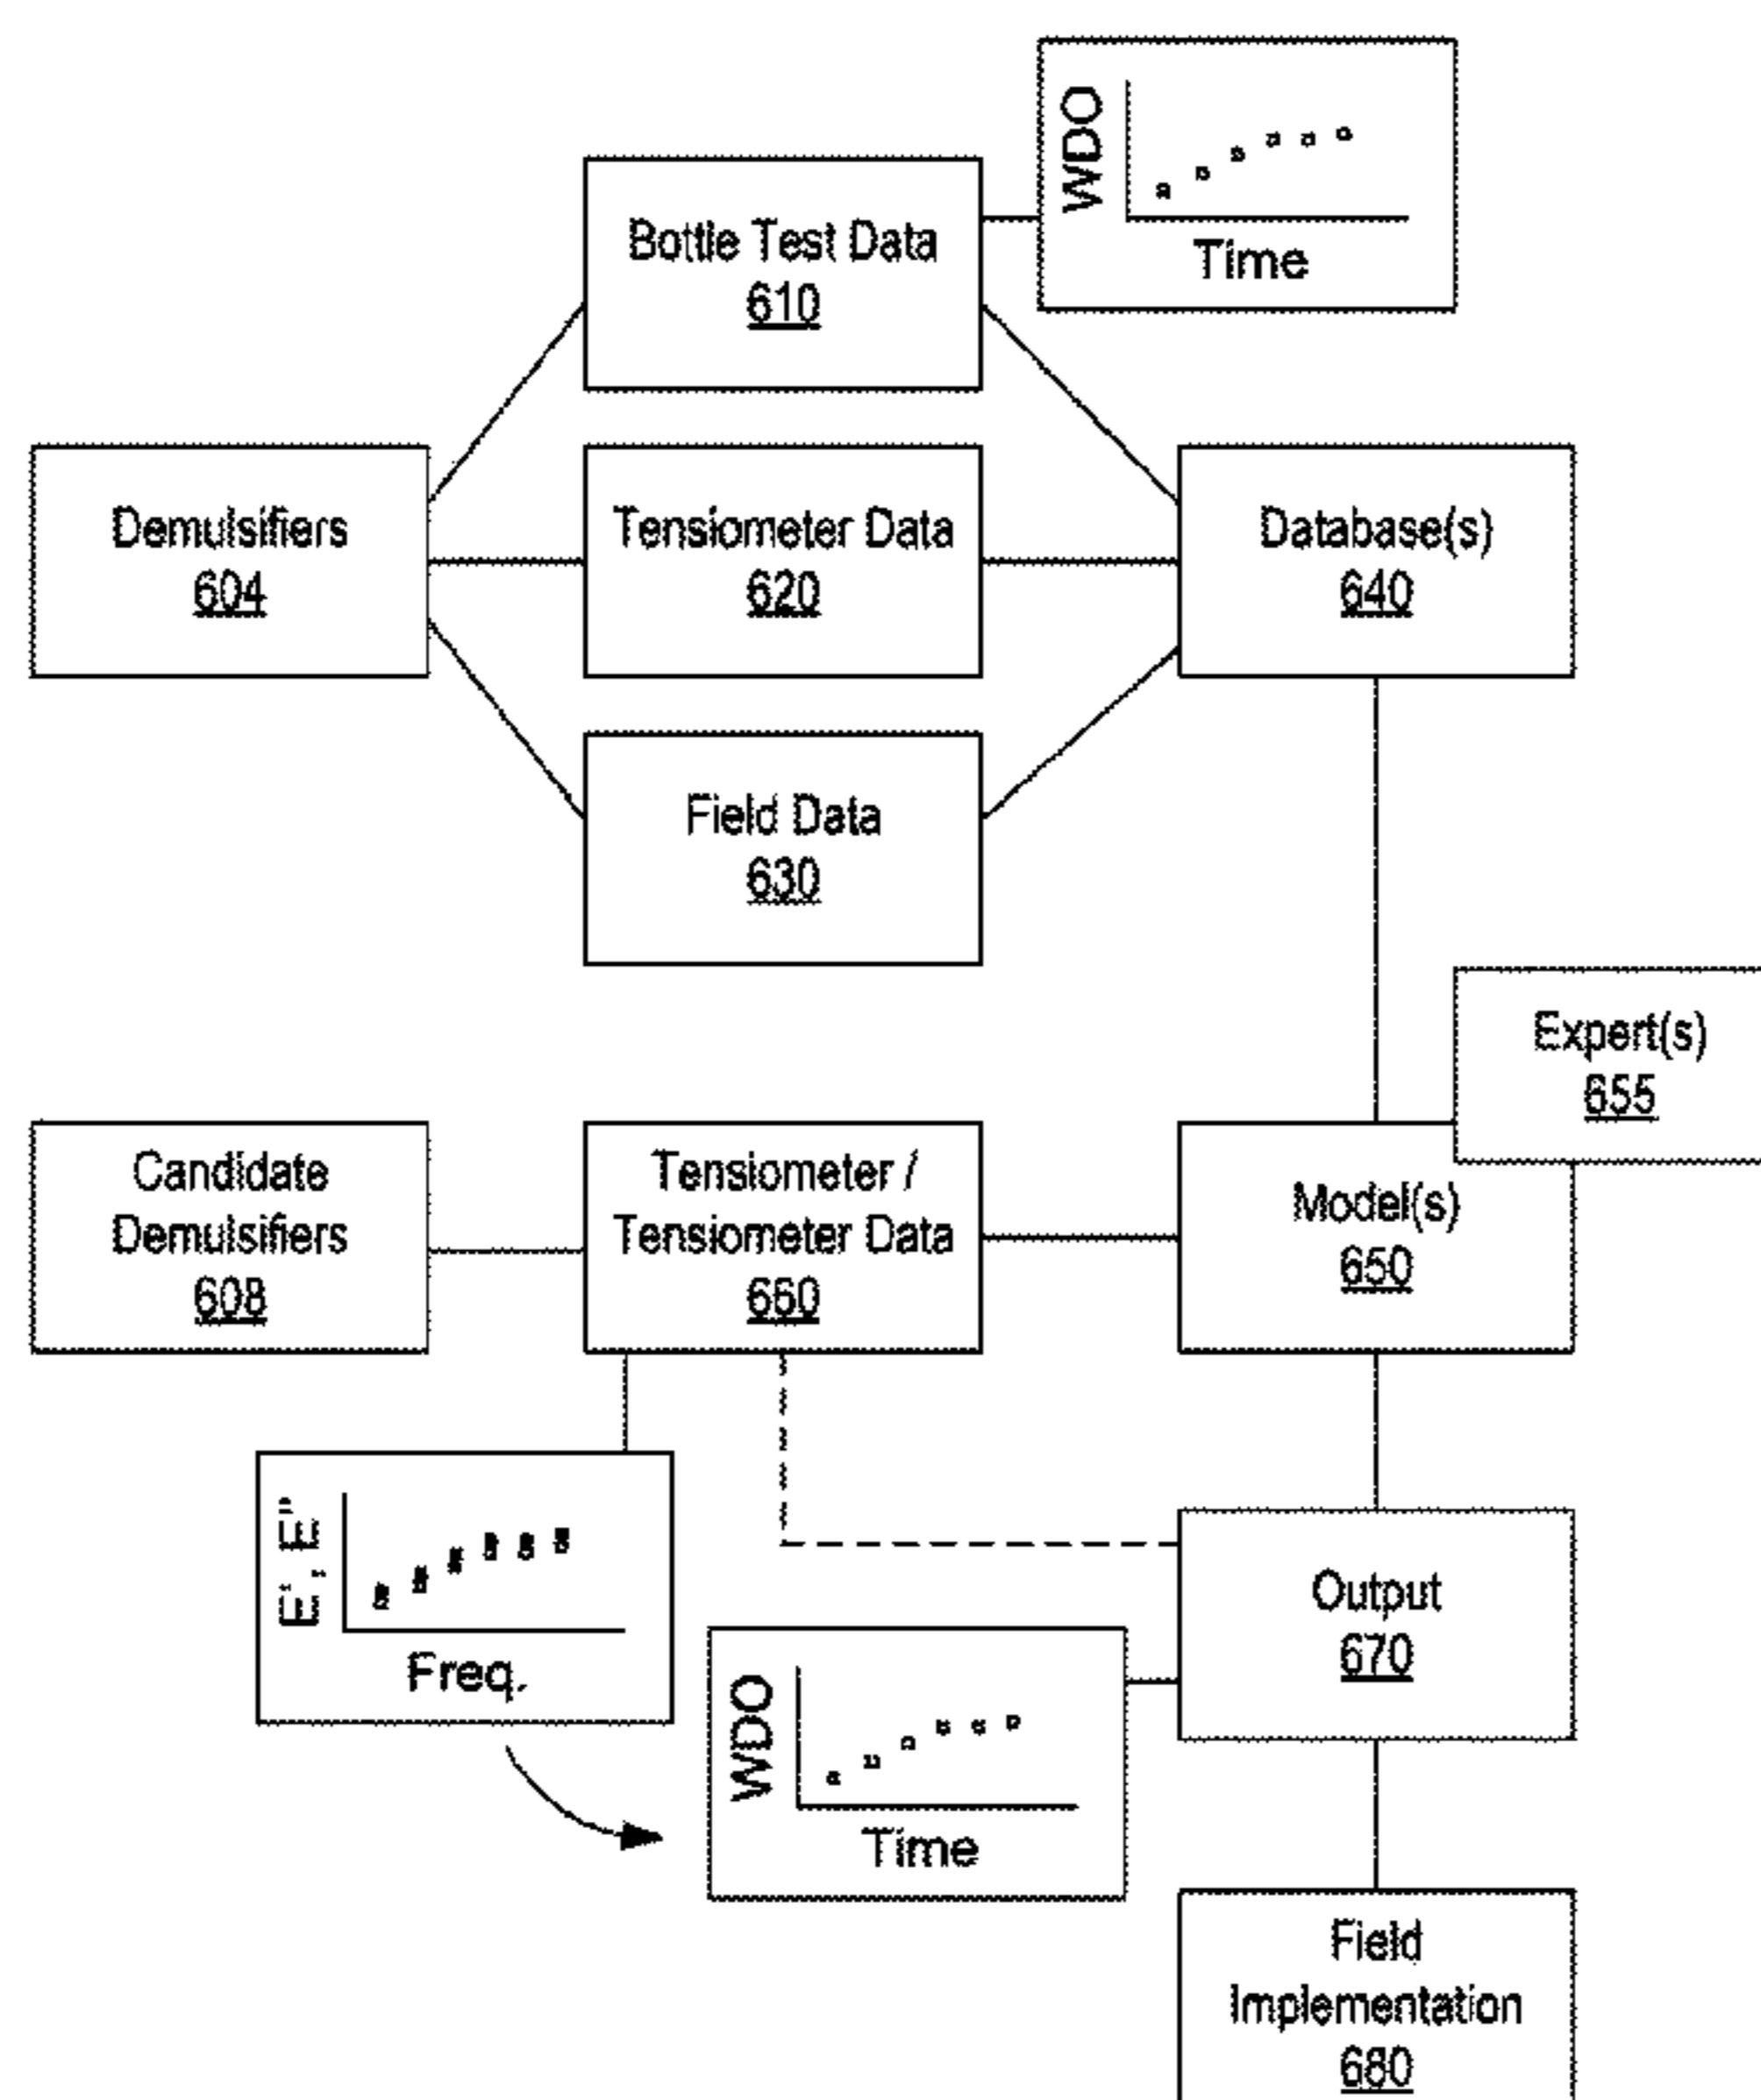 WDO
Time
Bottle Test Data
610
Demulsifiers
604
Tensiometer Data
620
Database(s)
640
Field Data
630
Expert(s)
655
Candidate
Demulsifiers
608
Tensiometer /
Tensiometer Data
660
Model(s)
650
E', E"
Freq.
WDO
Time
Output
670
Field
Implementation
680